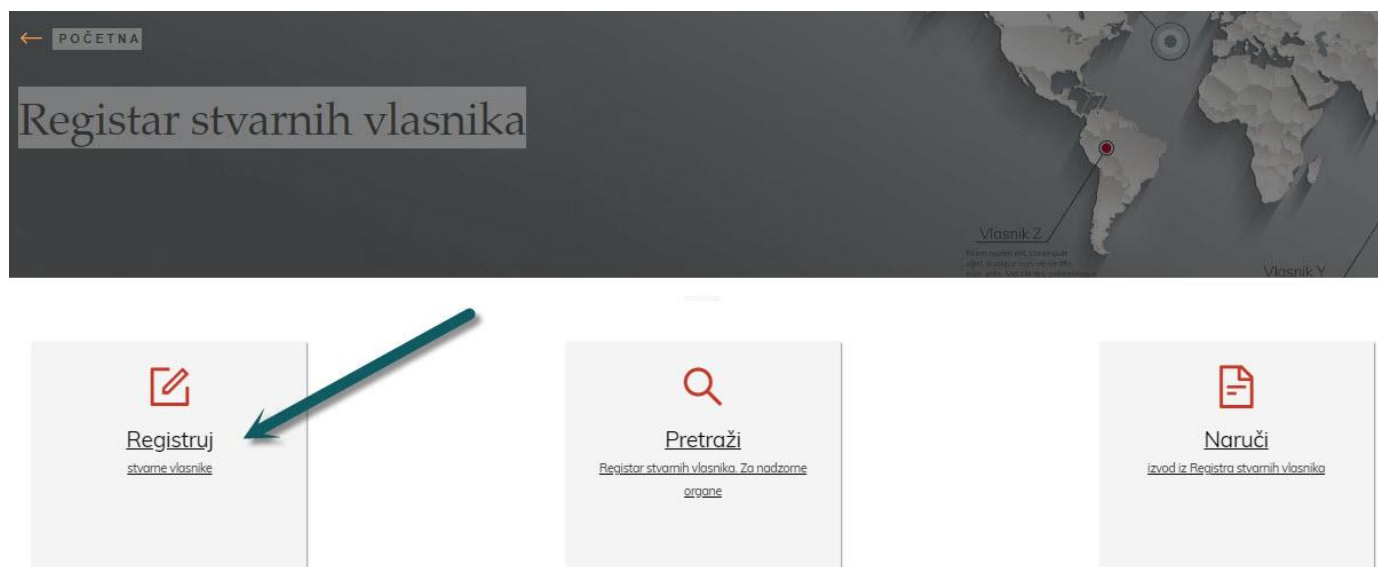 ← POČETNA
Registar stvarnih vlasnika
Vlasnik Z
Vlasnik Y
Registruj
stvarne vlasnike
Pretraži
Registar stvarnih vlasnika. Za nadzorne
organe
Naruči
izvod iz Registra stvarnih vlasnika